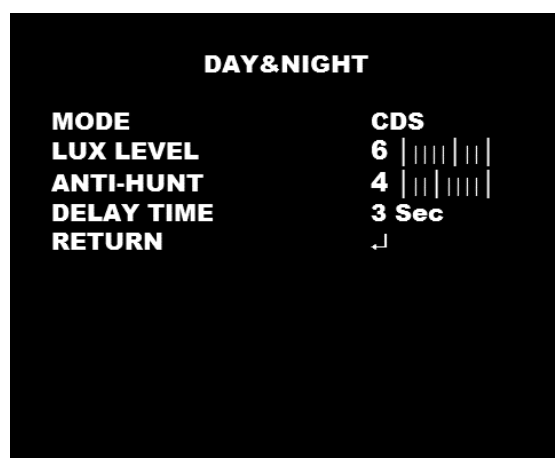 DAY&NIGHT
MODE CDS
LUX LEVEL 6
ANTI-HUNT 4
DELAY TIME 3 Sec
RETURN ↵